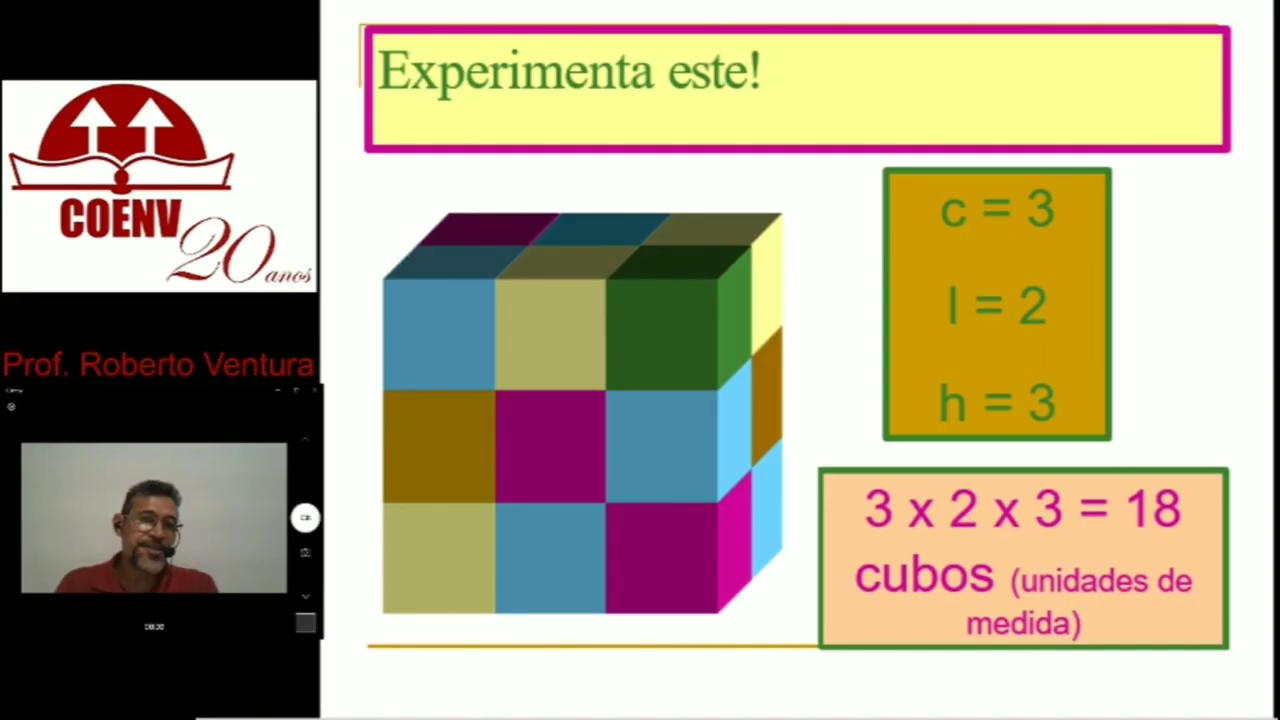 Experimenta este!
COENV
20 anos
c = 3
l = 2
h = 3
Prof. Roberto Ventura
3 x 2 x 3 = 18
cubos (unidades de
medida)